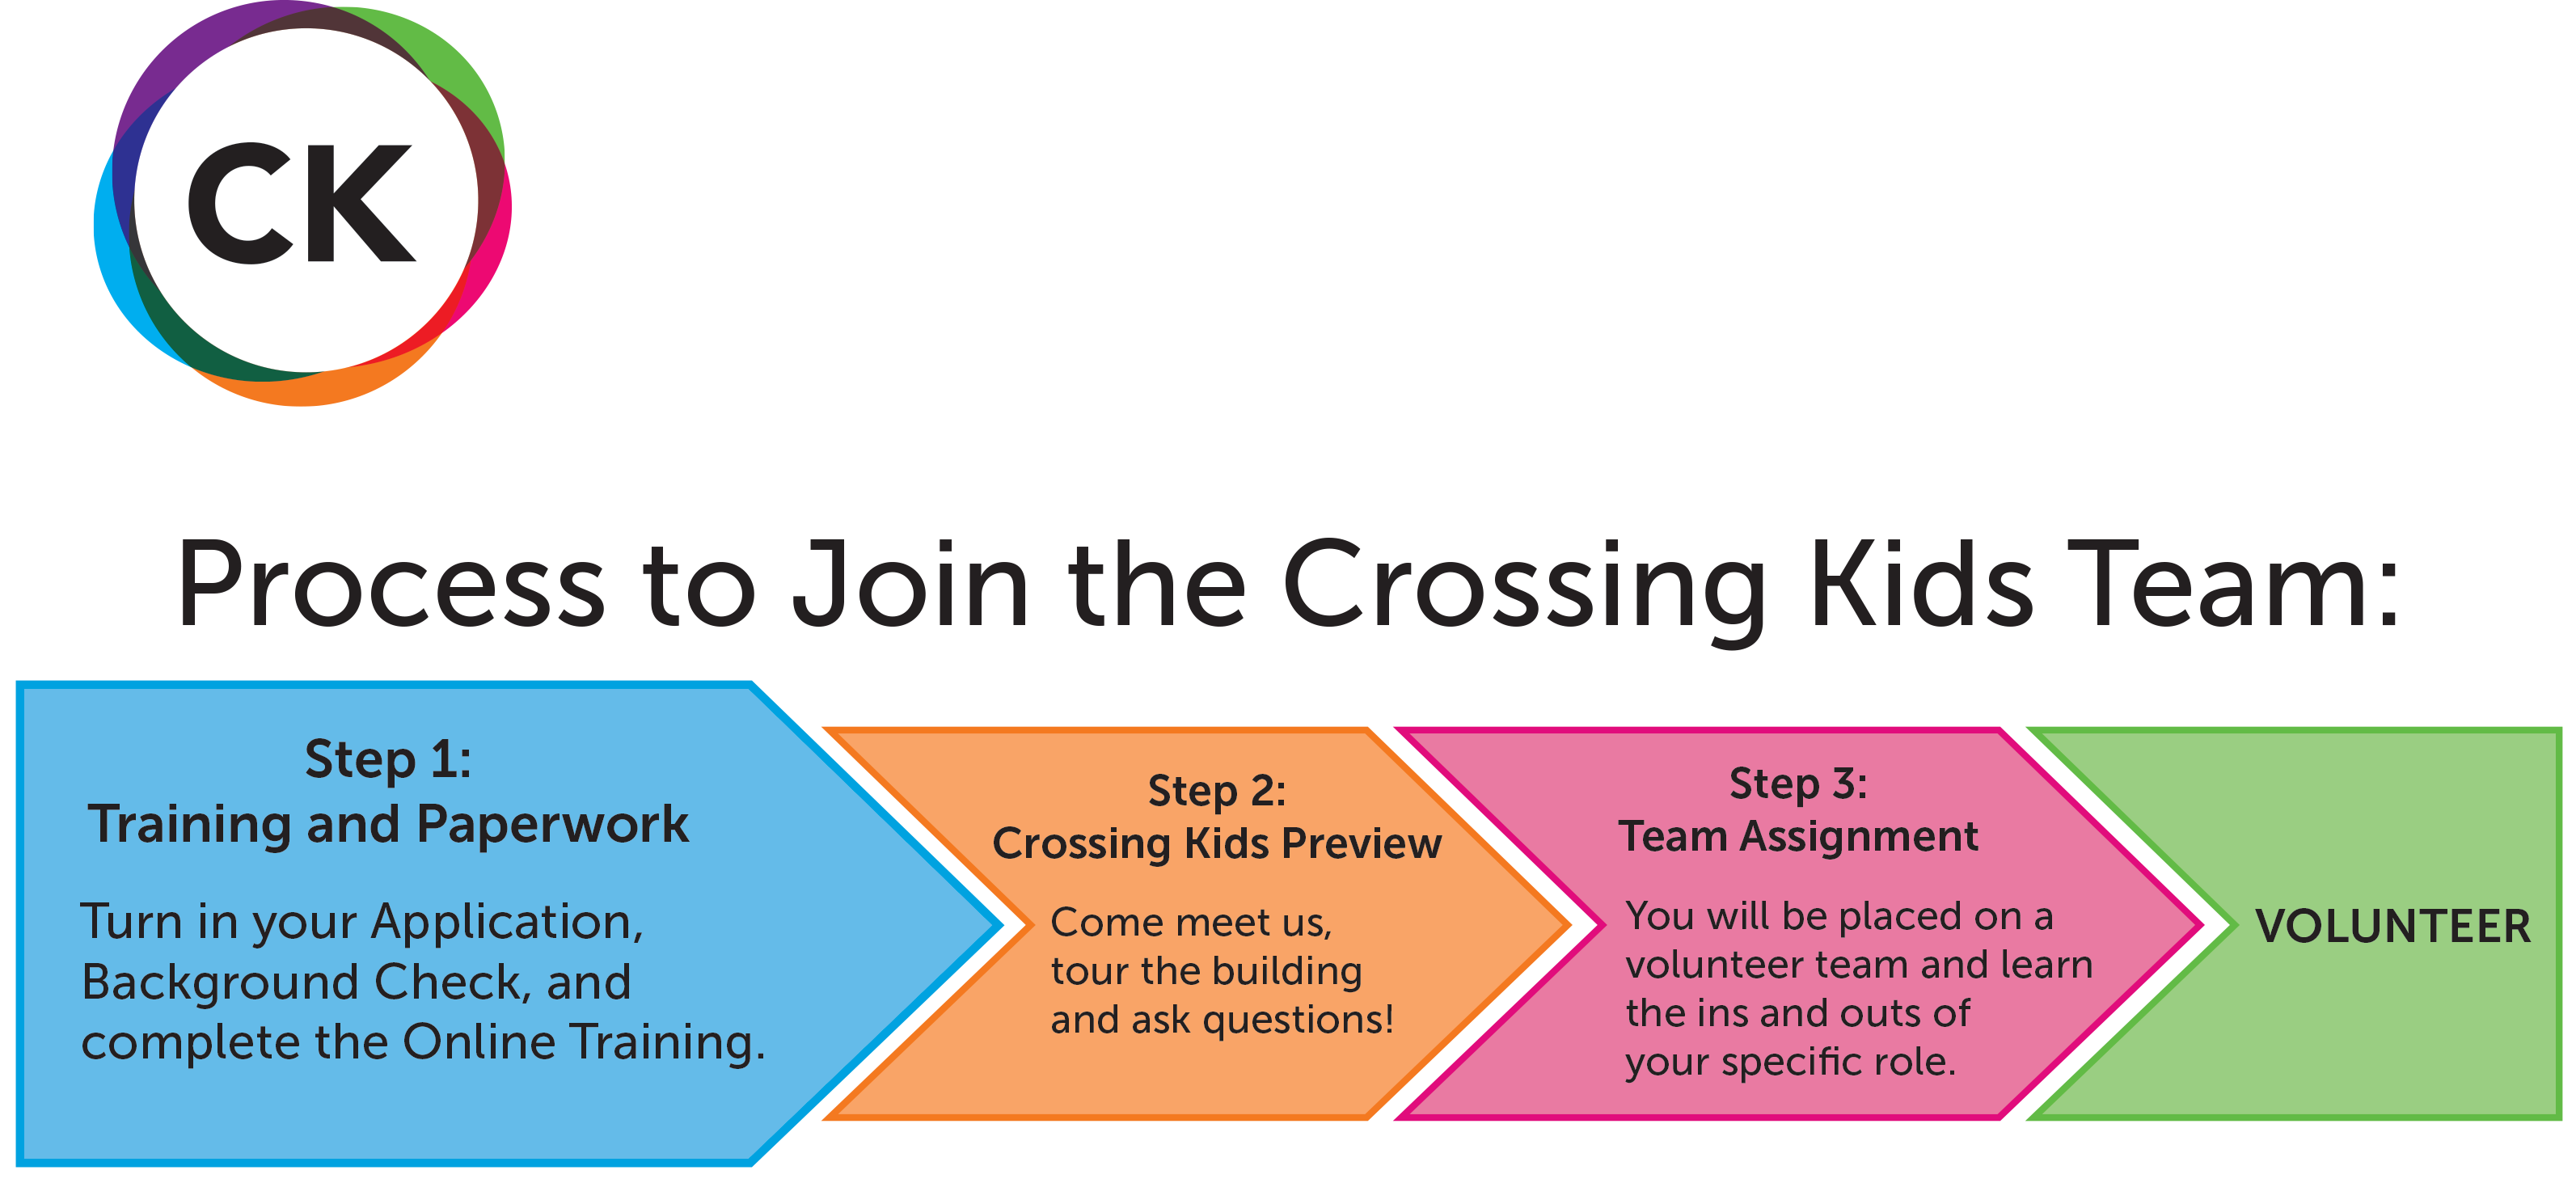 CK
Process to Join the Crossing Kids Team:
Step 1:
Training and Paperwork
Turn in your Application,
Background Check, and
complete the Online Training.
Step 2:
Crossing Kids Preview
Come meet us,
tour the building
and ask questions!
Step 3:
Team Assignment
You will be placed on a
volunteer team and learn
the ins and outs of
your specific role.
VOLUNTEER